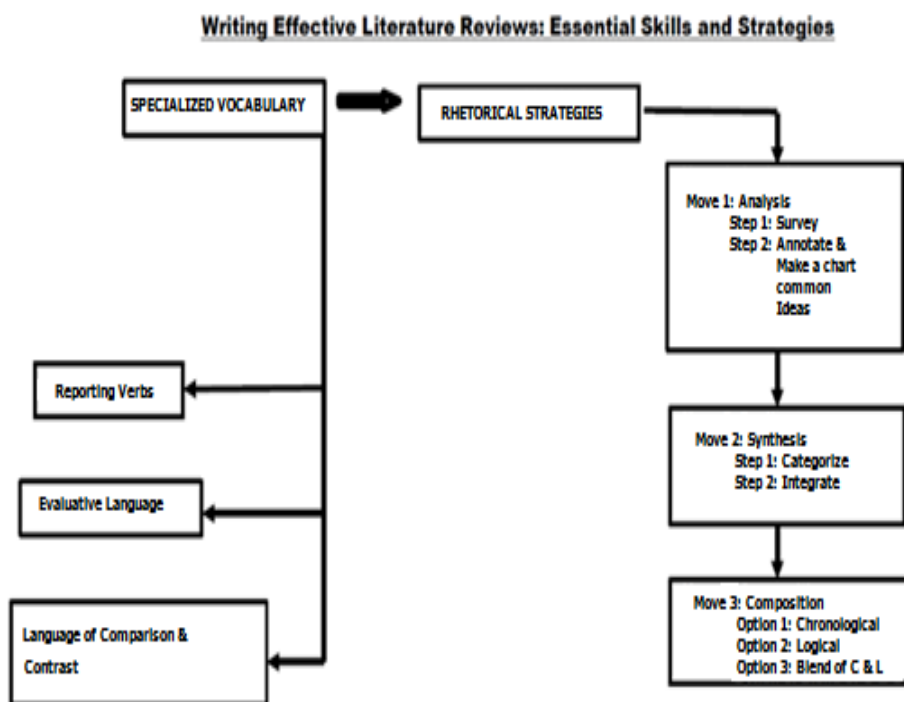 Writing Effective Literature Reviews: Essential Skills and Strategies
SPECIALIZED VOCABULARY
RHETORICAL STRATEGIES
Move 1: Analysis
Step 1: Survey
Step 2: Annotate &
Make a chart
common
Ideas
Reporting Verbs
Evaluative Language
Language of Comparison &
Contrast
Move 2: Synthesis
Step 1: Categorize
Step 2: Integrate
Move 3: Composition
Option 1: Chronological
Option 2: Logical
Option 3: Blend of C & L